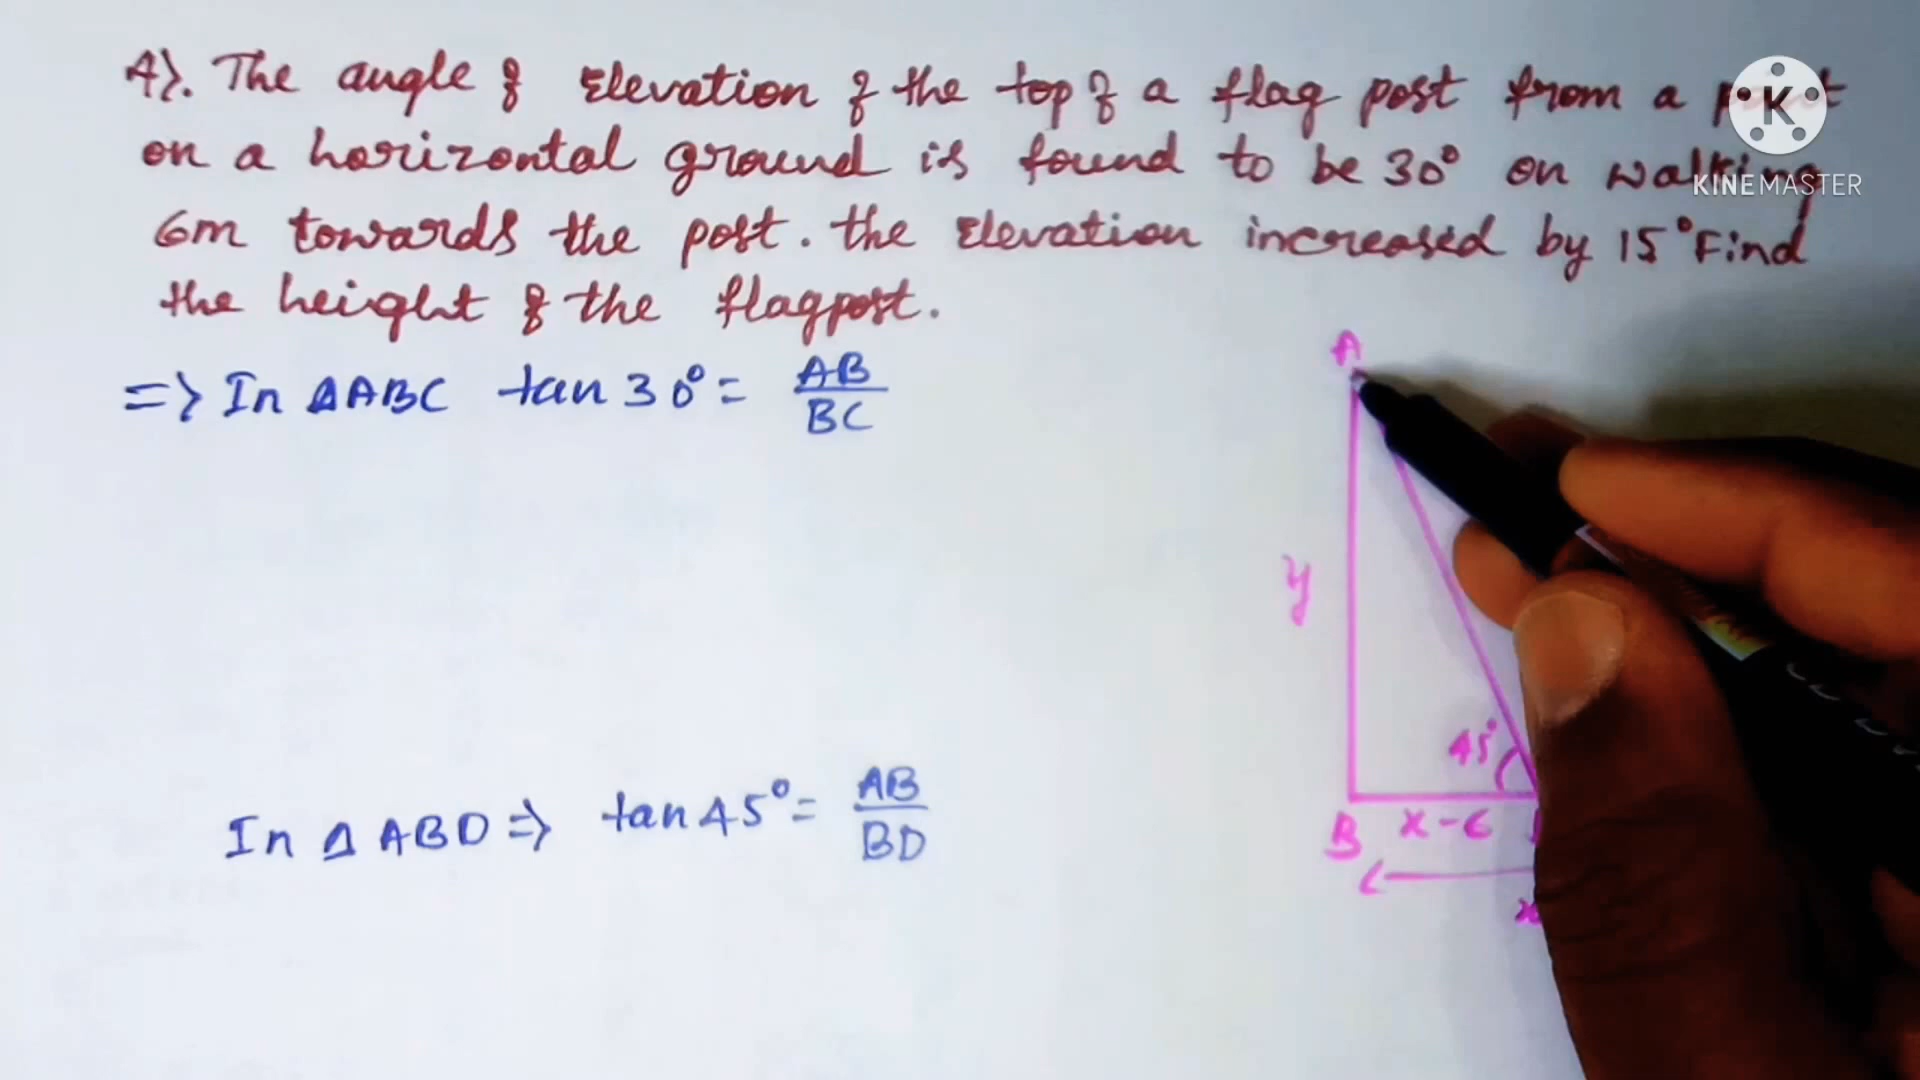 A). The angle of Elevation of the top of a flag post from a
on a horizontal ground is found to be 30° on walking
6m towards the post. the Elevation increased by 15° Find
the height of the flagpost.
=> In ΔABC tan 30° = AB/BC
In Δ ABD => tan 45° = AB/BD
A
y
45°
B x-6
x
K
KINEMASTER